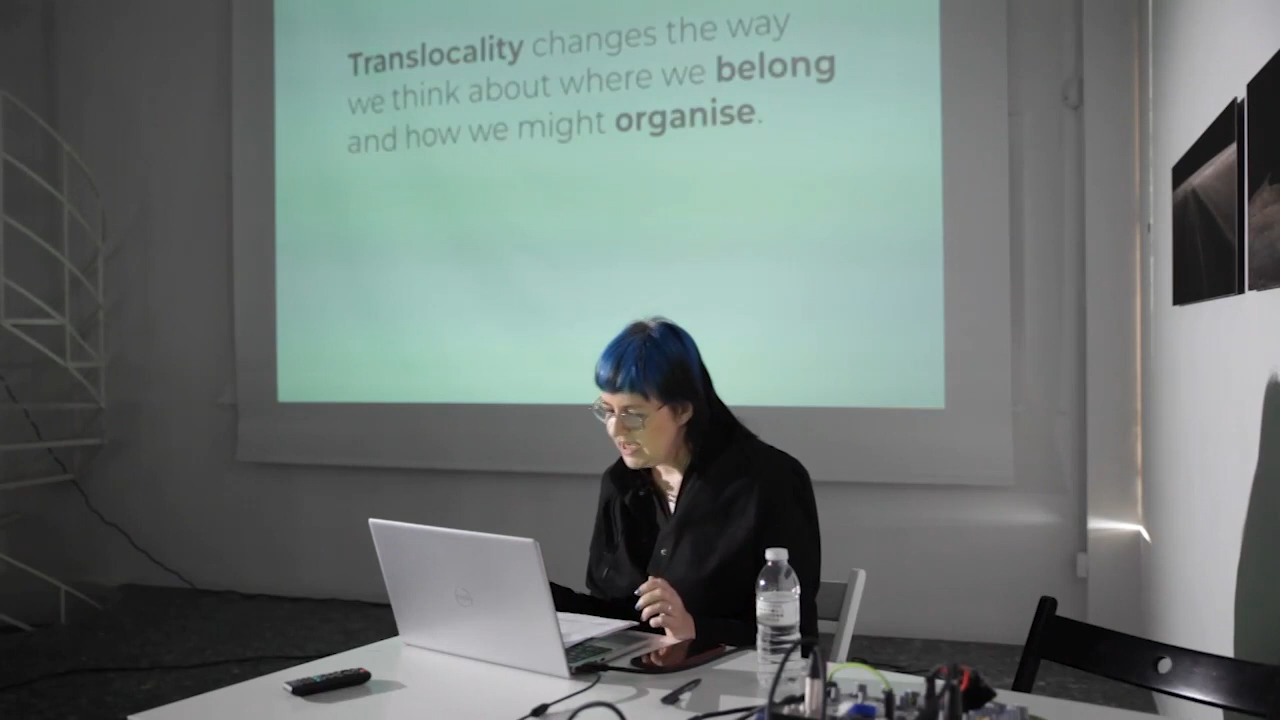 Translocality changes the way
we think about where we belong
and how we might organise.